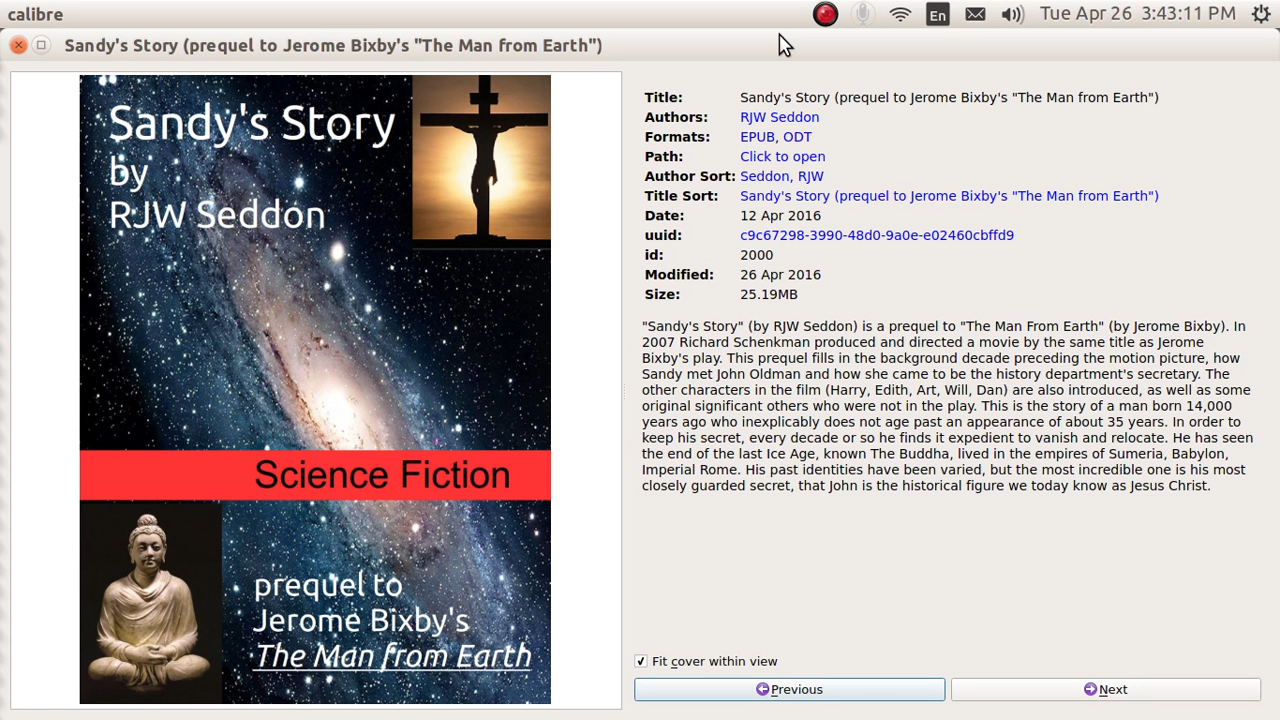 calibre
En
Tue Apr 26 3:43:11 PM
Sandy's Story (prequel to Jerome Bixby's "The Man from Earth")
Sandy's Story
by
RJW Seddon
Science Fiction
prequel to
Jerome Bixby's
The Man from Earth
Title: Sandy's Story (prequel to Jerome Bixby's "The Man from Earth")
Authors: RJW Seddon
Formats: EPUB, ODT
Path: Click to open
Author Sort: Seddon, RJW
Title Sort: Sandy's Story (prequel to Jerome Bixby's "The Man from Earth")
Date: 12 Apr 2016
uuid: c9c67298-3990-48d0-9a0e-e02460cbffd9
id: 2000
Modified: 26 Apr 2016
Size: 25.19MB
"Sandy's Story" (by RJW Seddon) is a prequel to "The Man From Earth" (by Jerome Bixby). In
2007 Richard Schenkman produced and directed a movie by the same title as Jerome
Bixby's play. This prequel fills in the background decade preceding the motion picture, how
Sandy met John Oldman and how she came to be the history department's secretary. The
other characters in the film (Harry, Edith, Art, Will, Dan) are also introduced, as well as some
original significant others who were not in the play. This is the story of a man born 14,000
years ago who inexplicably does not age past an appearance of about 35 years. In order to
keep his secret, every decade or so he finds it expedient to vanish and relocate. He has seen
the end of the last Ice Age, known The Buddha, lived in the empires of Sumeria, Babylon,
Imperial Rome. His past identities have been varied, but the most incredible one is his most
closely guarded secret, that John is the historical figure we today know as Jesus Christ.
Fit cover within view
Previous
Next